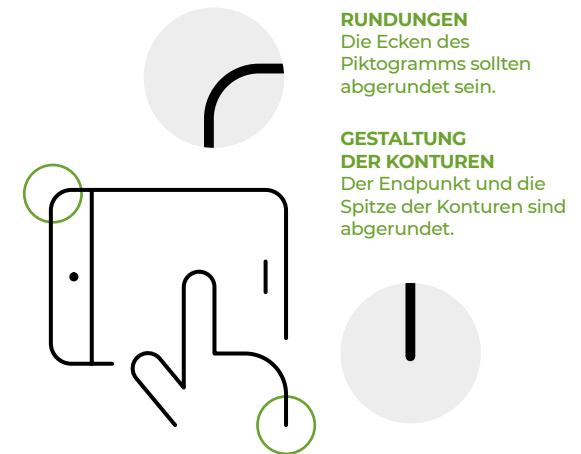 RUNDUNGEN
Die Ecken des
Piktogramms sollten
abgerundet sein.
GESTALTUNG
DER KONTUREN
Der Endpunkt und die
Spitze der Konturen sind
abgerundet.